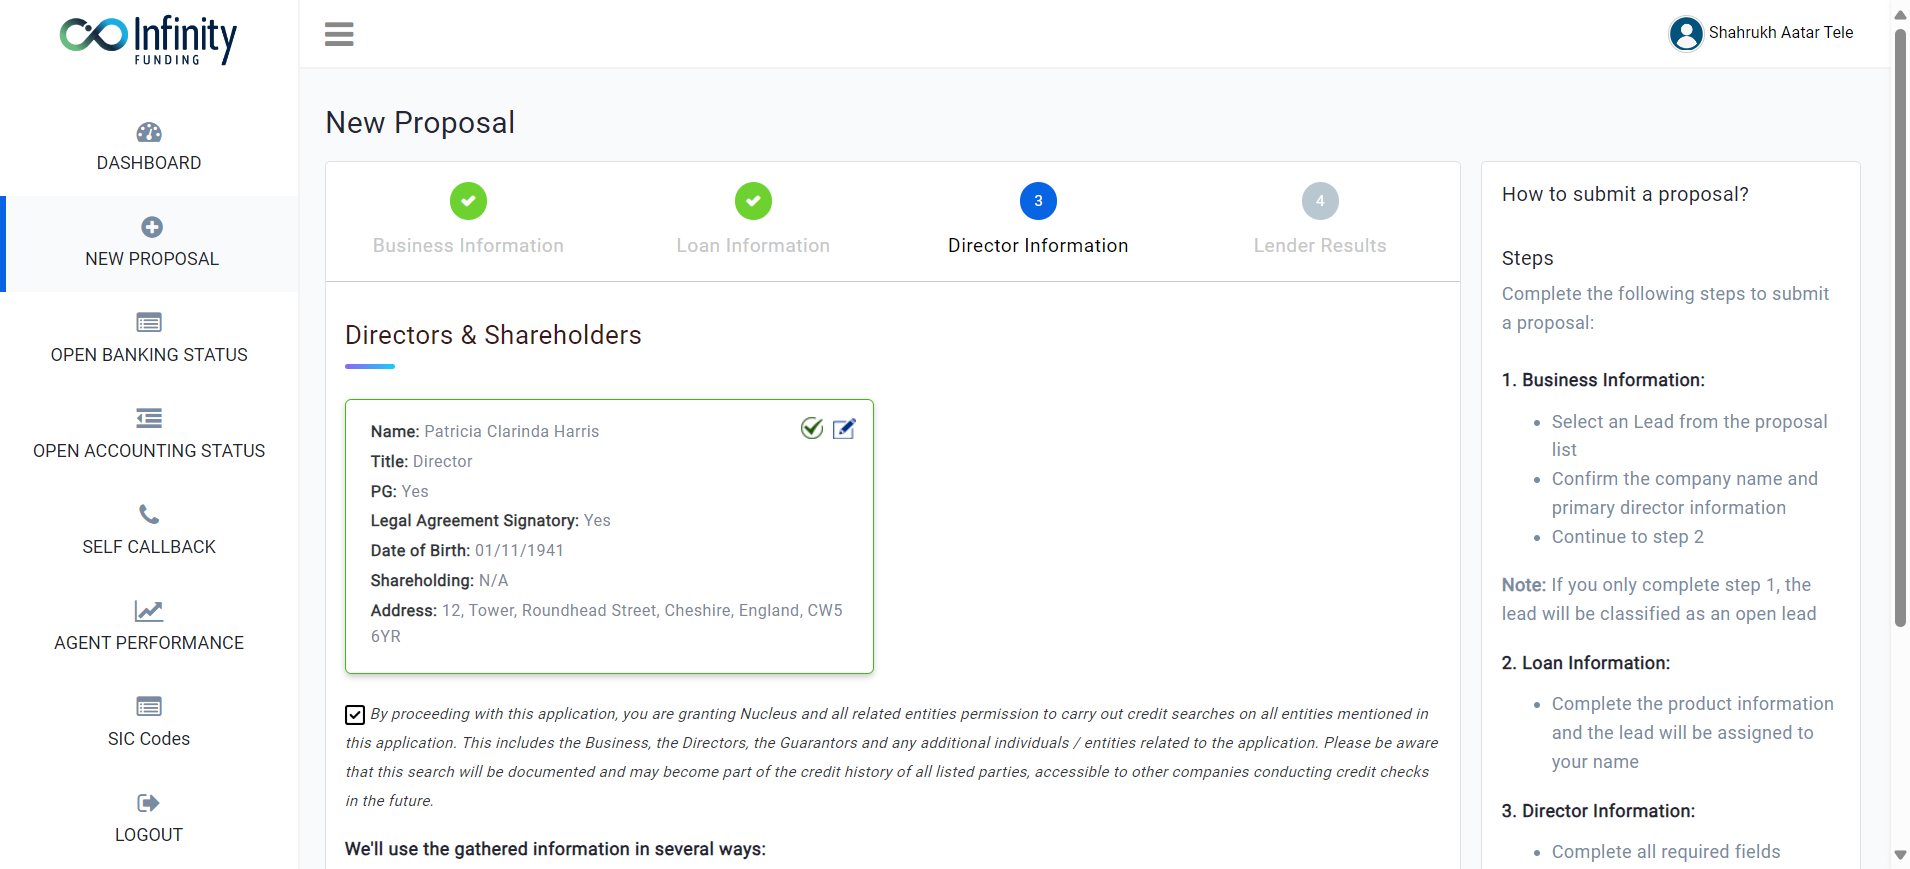 Infinity
FUNDING
DASHBOARD
NEW PROPOSAL
OPEN BANKING STATUS
OPEN ACCOUNTING STATUS
SELF CALLBACK
AGENT PERFORMANCE
SIC Codes
LOGOUT
Shahrukh Aatar Tele
New Proposal
Business Information
Loan Information
3
Director Information
4
Lender Results
Directors & Shareholders
Name: Patricia Clarinda Harris
Title: Director
PG: Yes
Legal Agreement Signatory: Yes
Date of Birth: 01/11/1941
Shareholding: N/A
Address: 12, Tower, Roundhead Street, Cheshire, England, CW5
6YR
By proceeding with this application, you are granting Nucleus and all related entities permission to carry out credit searches on all entities mentioned in
this application. This includes the Business, the Directors, the Guarantors and any additional individuals / entities related to the application. Please be aware
that this search will be documented and may become part of the credit history of all listed parties, accessible to other companies conducting credit checks
in the future.
We'll use the gathered information in several ways:
How to submit a proposal?
Steps
Complete the following steps to submit
a proposal:
1. Business Information:
• Select an Lead from the proposal
list
• Confirm the company name and
primary director information
• Continue to step 2
Note: If you only complete step 1, the
lead will be classified as an open lead
2. Loan Information:
• Complete the product information
and the lead will be assigned to
your name
3. Director Information:
• Complete all required fields